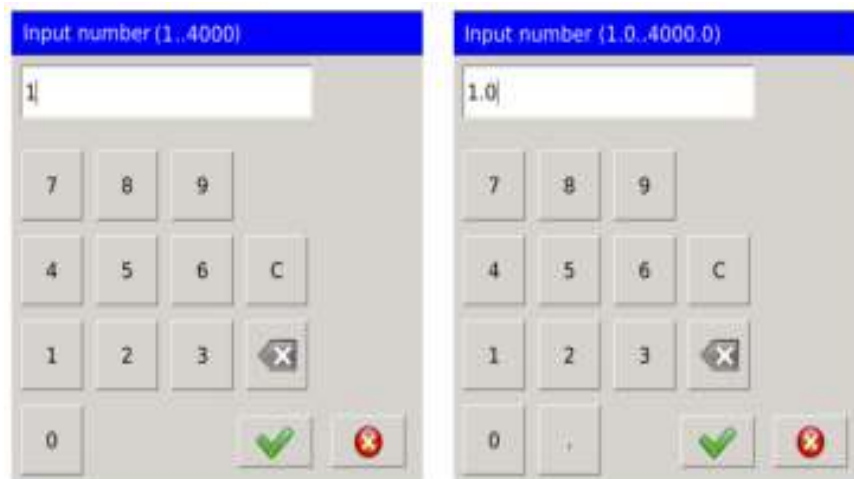 Input number (1..4000)
1
7 8 9
4 5 6 C
1 2 3
0
Input number (1.0..4000.0)
1.0
7 8 9
4 5 6 C
1 2 3
0 .